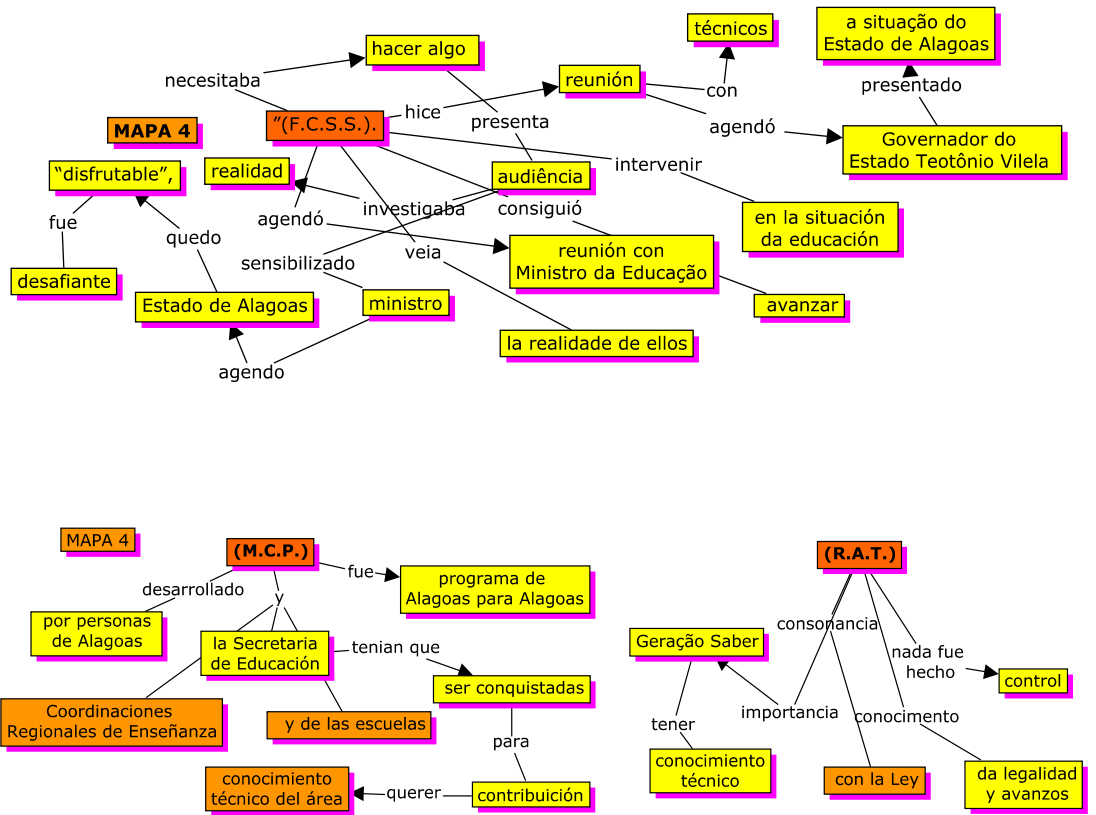 a situação do
Estado de Alagoas
técnicos
hacer algo
necesitaba
reunión
presentado
con
hice
presenta
agendó
"(F.C.S.S.).
MAPA 4
Governador do
Estado Teotônio Vilela
intervenir
"disfrutable",
realidad
audiência
investigaba
consiguió
agendó
fue
quedo
en la situación
da educación
veia
sensibilizado
reunión con
Ministro da Educação
desafiante
Estado de Alagoas
ministro
avanzar
la realidade de ellos
agendo
MAPA 4
(M.C.P.)
fue
programa de
Alagoas para Alagoas
desarrollado
y
por personas
de Alagoas
la Secretaria
de Educación
tenian que
ser conquistadas
Coordinaciones
Regionales de Enseñanza
y de las escuelas
para
conocimiento
técnico del área
querer
contribuición
(R.A.T.)
consonancia
Geração Saber
nada fue
hecho
control
importancia
conocimento
tener
conocimiento
técnico
con la Ley
da legalidad
y avanzos